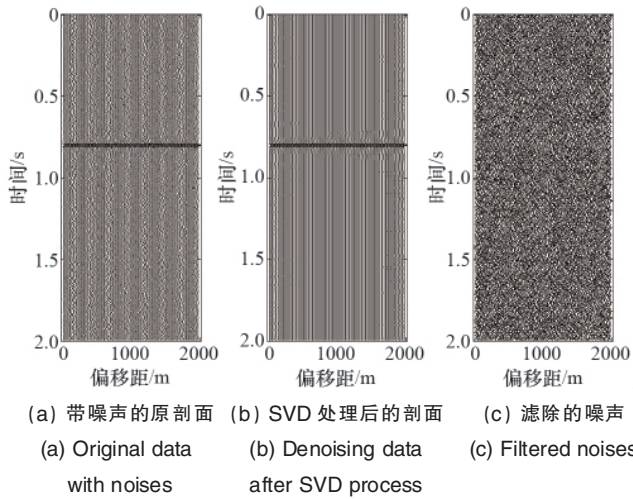 0
0.5
1.0
1.5
2.0
时间/s
0 1000 2000
偏移距/m
0
0.5
1.0
1.5
2.0
时间/s
0 1000 2000
偏移距/m
0
0.5
1.0
1.5
2.0
时间/s
0 1000 2000
偏移距/m
(a) 带噪声的原剖面
(b) SVD 处理后的剖面
(c) 滤除的噪声
(a) Original data
with noises
(b) Denoising data
after SVD process
(c) Filtered noises